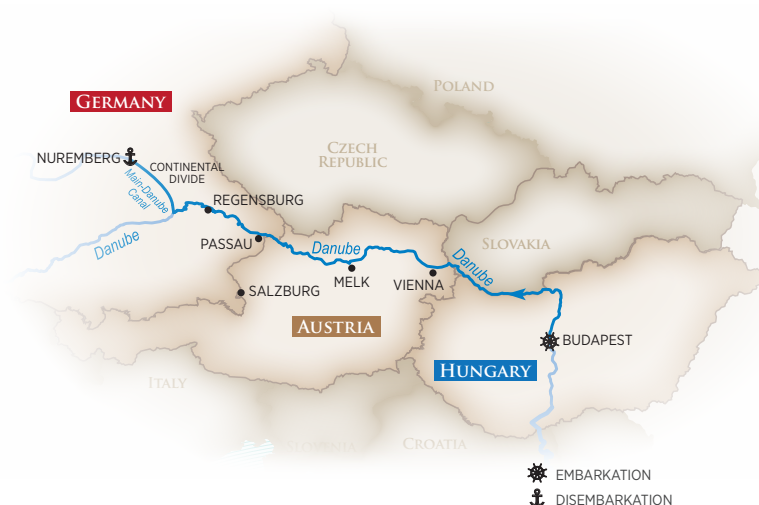 POLAND
GERMANY
CZECH
REPUBLIC
NUREMBERG
CONTINENTAL
DIVIDE
Main-Danube
Canal
REGENSBURG
Danube
PASSAU
Danube
Danube
SLOVAKIA
MELK
VIENNA
SALZBURG
AUSTRIA
BUDAPEST
HUNGARY
ITALY
SLOVENIA
CROATIA
EMBARKATION
DISEMBARKATION